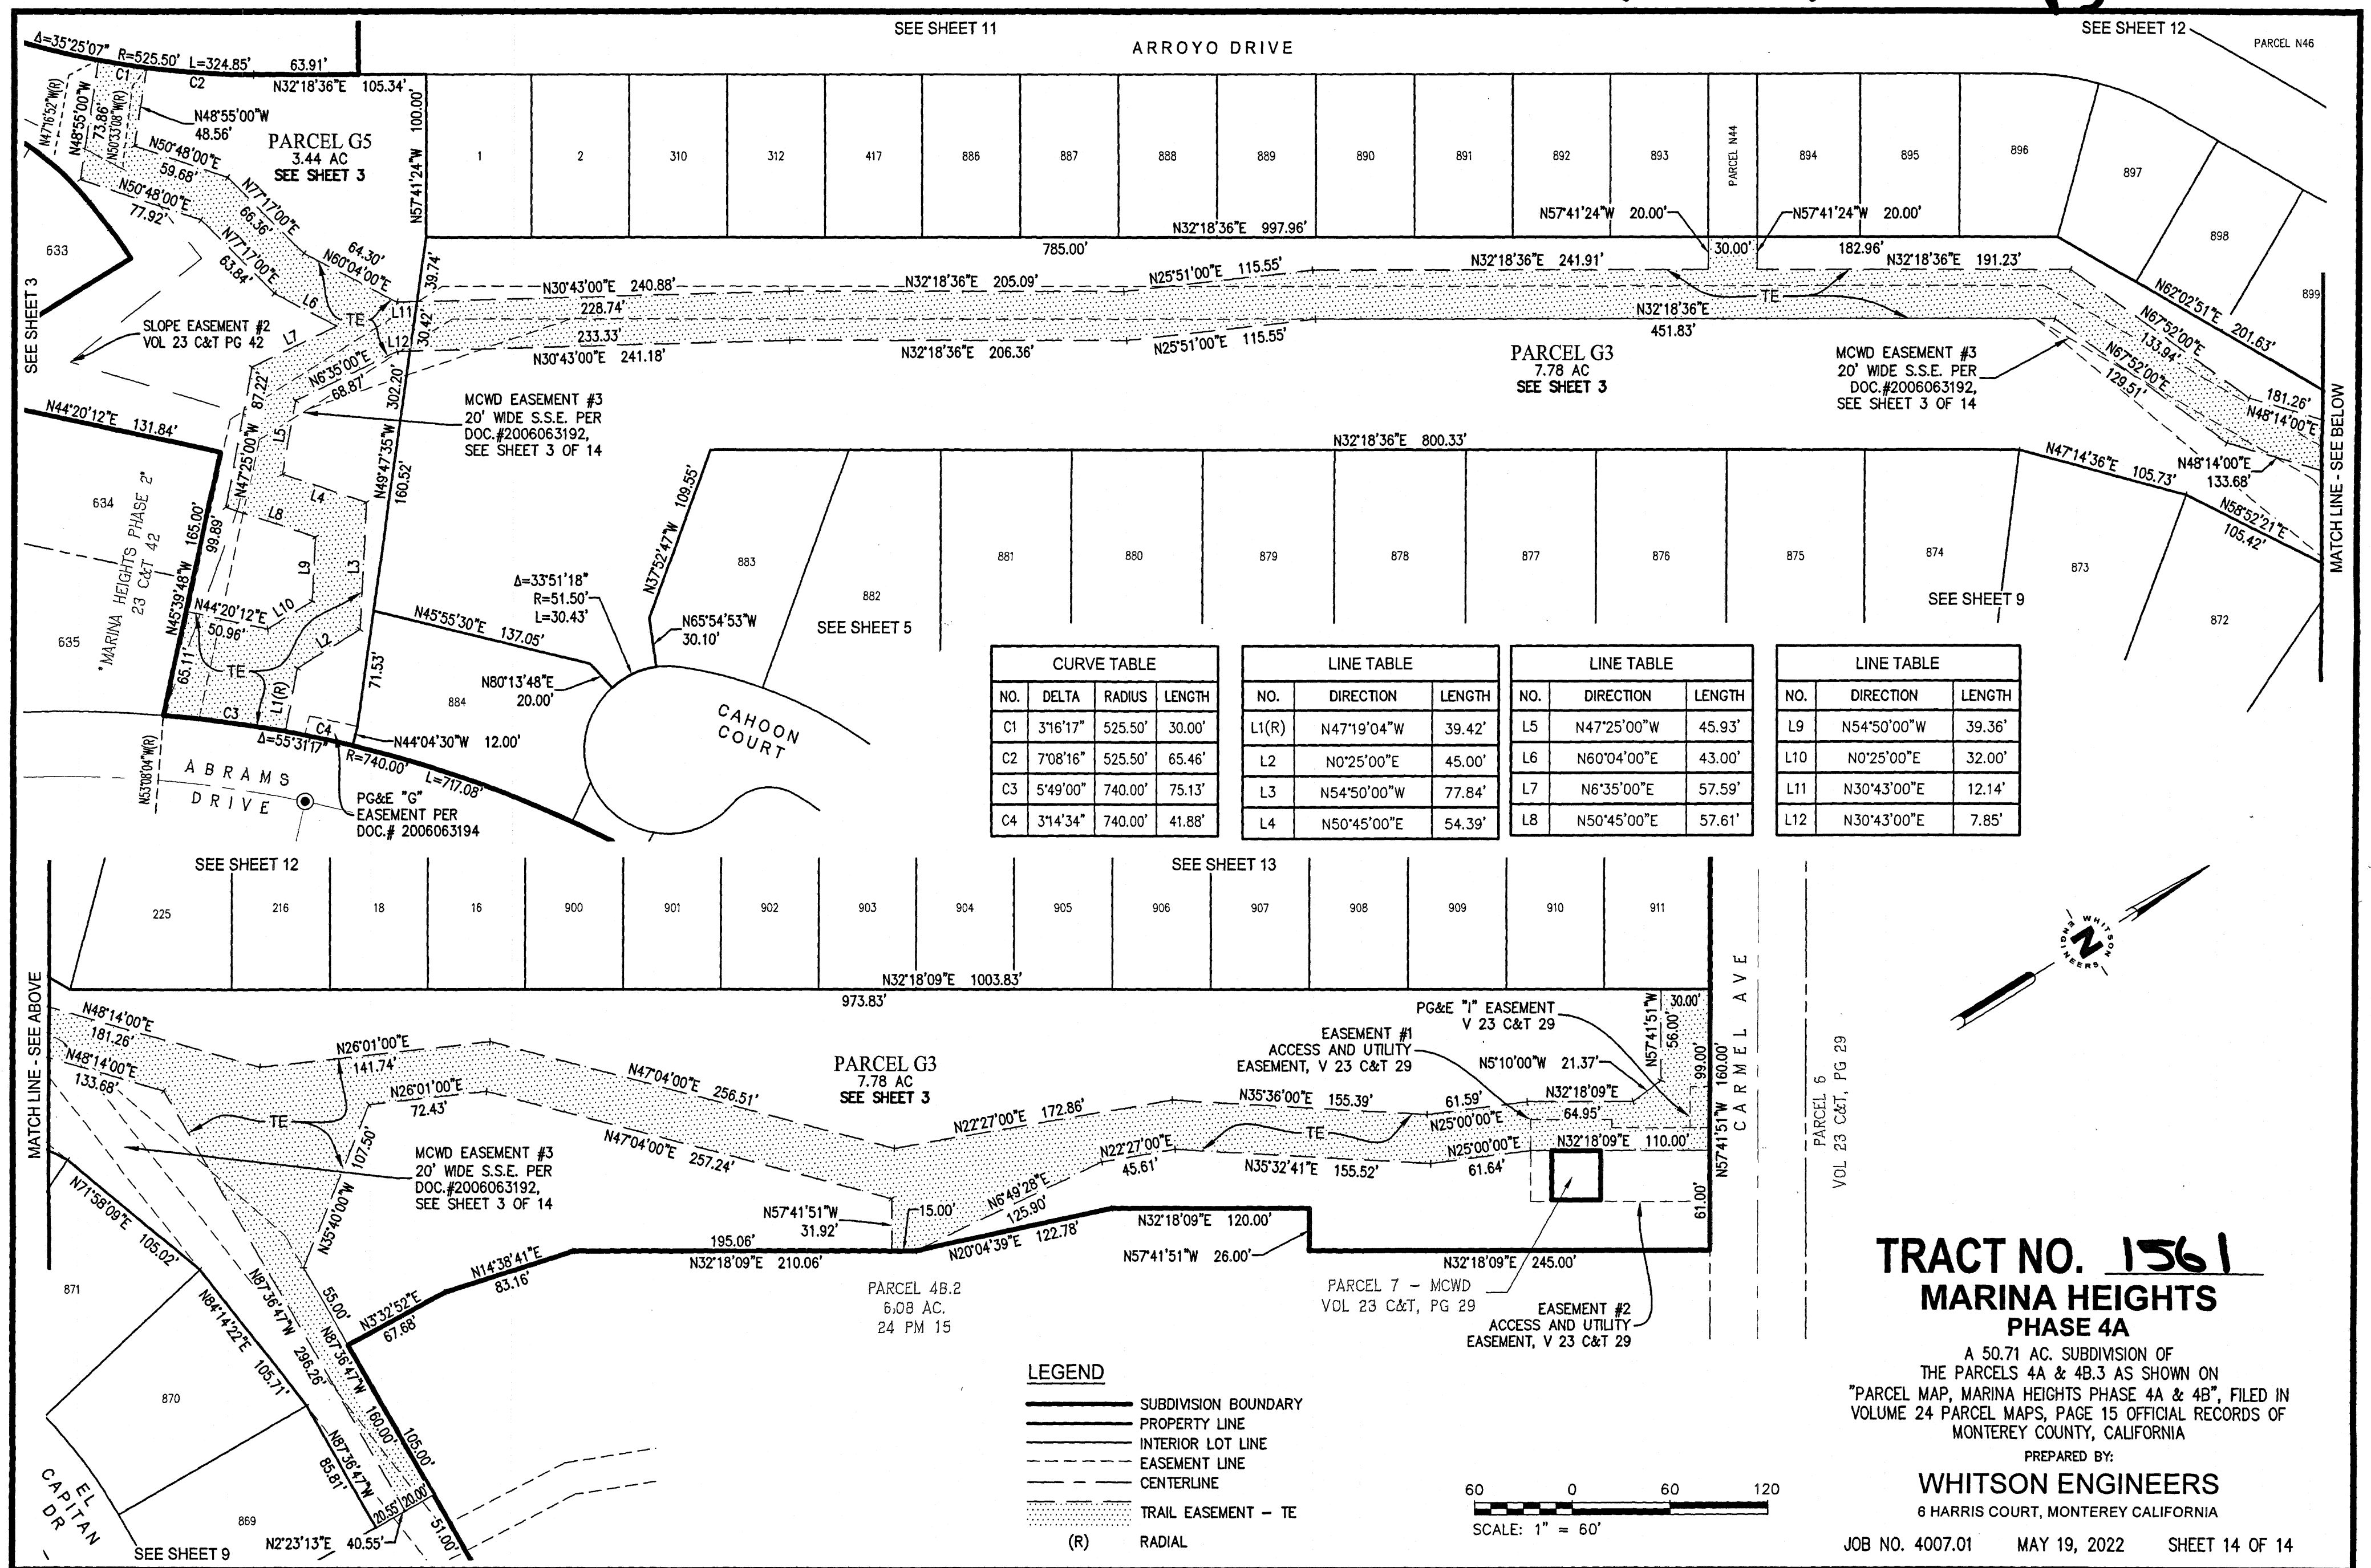 SEE SHEET 11
ARROYO DRIVE
SEE SHEET 12
PARCEL N46
Δ=35°25'07" R=525.50' L=324.85' 63.91'
C1
C2
N32°18'36"E 105.34'
N47°16'52"W(R)
N48°55'00"W
73.86'
N50°33'08"W(R)
N48°55'00"W
48.56'
PARCEL G5
3.44 AC
SEE SHEET 3
N57°41'24"W 100.00'
N50°48'00"E
59.68'
N50°48'00"E
77.92'
N77°17'00"E
66.36'
N77°17'00"E
63.84'
64.30'
N60°04'00"E
39.74'
1
2
310
312
417
886
887
888
889
890
891
892
893
PARCEL N44
894
895
896
897
898
899
N57°41'24"W 20.00'
N57°41'24"W 20.00'
N32°18'36"E 997.96'
785.00'
30.00'
182.96'
633
SEE SHEET 3
SLOPE EASEMENT #2
VOL 23 C&T PG 42
L6
L7
TE
L11
L12
30.42'
N30°43'00"E 240.88'
228.74'
233.33'
N30°43'00"E 241.18'
N32°18'36"E 205.09'
N32°18'36"E 206.36'
N25°51'00"E 115.55'
N25°51'00"E 115.55'
N32°18'36"E 241.91'
TE
N32°18'36"E 191.23'
N32°18'36"E
451.83'
N62°02'51"E 201.63'
N67°52'00"E
133.94'
N67°52'00"E
129.51'
181.26'
N48°14'00"E
N48°14'00"E
133.68'
PARCEL G3
7.78 AC
SEE SHEET 3
MCWD EASEMENT #3
20' WIDE S.S.E. PER
DOC.#2006063192,
SEE SHEET 3 OF 14
MATCH LINE - SEE BELOW
N6°35'00"E
68.87'
87.22'
302.20'
MCWD EASEMENT #3
20' WIDE S.S.E. PER
DOC.#2006063192,
SEE SHEET 3 OF 14
N44°20'12"E 131.84'
L5
N47°25'00"W
N49°47'35"W
160.52'
L4
L8
L9
L3
L10
L2
634
635
"MARINA HEIGHTS PHASE 2"
23 C&T 42
N45°39'48"W 165.00'
99.89'
65.11'
N44°20'12"E
50.96'
TE
L1(R)
C3
C4
71.53'
Δ=55°31'17" R=740.00' L=717.08'
N53°08'04"W(R)
ABRAMS
DRIVE
PG&E "G"
EASEMENT PER
DOC.# 2006063194
N44°04'30"W 12.00'
884
N45°55'30"E 137.05'
N80°13'48"E
20.00'
Δ=33°51'18"
R=51.50'
L=30.43'
N37°52'47"W 109.55'
N65°54'53"W
30.10'
CAHOON
COURT
N32°18'36"E 800.33'
N47°14'36"E 105.73'
N58°52'21"E
105.42'
883
882
SEE SHEET 5
881
880
879
878
877
876
875
874
873
872
SEE SHEET 9
CURVE TABLE
NO. DELTA RADIUS LENGTH
C1 3°16'17" 525.50' 30.00'
C2 7°08'16" 525.50' 65.46'
C3 5°49'00" 740.00' 75.13'
C4 3°14'34" 740.00' 41.88'
LINE TABLE
NO. DIRECTION LENGTH
L1(R) N47°19'04"W 39.42'
L2 N0°25'00"E 45.00'
L3 N54°50'00"W 77.84'
L4 N50°45'00"E 54.39'
LINE TABLE
NO. DIRECTION LENGTH
L5 N47°25'00"W 45.93'
L6 N60°04'00"E 43.00'
L7 N6°35'00"E 57.59'
L8 N50°45'00"E 57.61'
LINE TABLE
NO. DIRECTION LENGTH
L9 N54°50'00"W 39.36'
L10 N0°25'00"E 32.00'
L11 N30°43'00"E 12.14'
L12 N30°43'00"E 7.85'
SEE SHEET 12
SEE SHEET 13
225
216
18
16
900
901
902
903
904
905
906
907
908
909
910
911
MATCH LINE - SEE ABOVE
N32°18'09"E 1003.83'
973.83'
N48°14'00"E
181.26'
N48°14'00"E
133.68'
N26°01'00"E
141.74'
N26°01'00"E
72.43'
TE
107.50'
N35°40'00"W
N47°04'00"E 256.51'
N47°04'00"E 257.24'
PARCEL G3
7.78 AC
SEE SHEET 3
MCWD EASEMENT #3
20' WIDE S.S.E. PER
DOC.#2006063192,
SEE SHEET 3 OF 14
N22°27'00"E 172.86'
N22°27'00"E
45.61'
N6°49'28"E
125.90'
N57°41'51"W
31.92'
15.00'
195.06'
N32°18'09"E 210.06'
N20°04'39"E 122.78'
N32°18'09"E 120.00'
N57°41'51"W 26.00'
N32°18'09"E 245.00'
EASEMENT #1
ACCESS AND UTILITY
EASEMENT, V 23 C&T 29
PG&E "I" EASEMENT
V 23 C&T 29
N5°10'00"W 21.37'
N35°36'00"E 155.39'
TE
N35°32'41"E 155.52'
61.59'
N25°00'00"E
N25°00'00"E
61.64'
N32°18'09"E
64.95'
N32°18'09"E 110.00'
N57°41'51"W
56.00'
30.00'
99.00'
N57°41'51"W 160.00'
61.00'
CARMEL AVE
PARCEL 6
VOL 23 C&T, PG 29
PARCEL 7 - MCWD
VOL 23 C&T, PG 29
EASEMENT #2
ACCESS AND UTILITY
EASEMENT, V 23 C&T 29
PARCEL 4B.2
6.08 AC.
24 PM 15
N71°58'09"E
105.02'
871
N84°14'22"E 105.71'
870
N87°36'47"W
296.26'
55.00'
N87°36'47"W
160.00'
105.00'
N3°32'52"E
67.68'
N14°38'41"E
83.16'
N87°36'47"W
85.81'
20.55'
20.00'
51.00'
N2°23'13"E 40.55'
869
EL
CAPITAN
DR
SEE SHEET 9
LEGEND
SUBDIVISION BOUNDARY
PROPERTY LINE
INTERIOR LOT LINE
EASEMENT LINE
CENTERLINE
TRAIL EASEMENT - TE
(R) RADIAL
60 0 60 120
SCALE: 1" = 60'
WHITSON
N
ENGINEERS
TRACT NO. 1561
MARINA HEIGHTS
PHASE 4A
A 50.71 AC. SUBDIVISION OF
THE PARCELS 4A & 4B.3 AS SHOWN ON
"PARCEL MAP, MARINA HEIGHTS PHASE 4A & 4B", FILED IN
VOLUME 24 PARCEL MAPS, PAGE 15 OFFICIAL RECORDS OF
MONTEREY COUNTY, CALIFORNIA
PREPARED BY:
WHITSON ENGINEERS
6 HARRIS COURT, MONTEREY CALIFORNIA
JOB NO. 4007.01 MAY 19, 2022 SHEET 14 OF 14